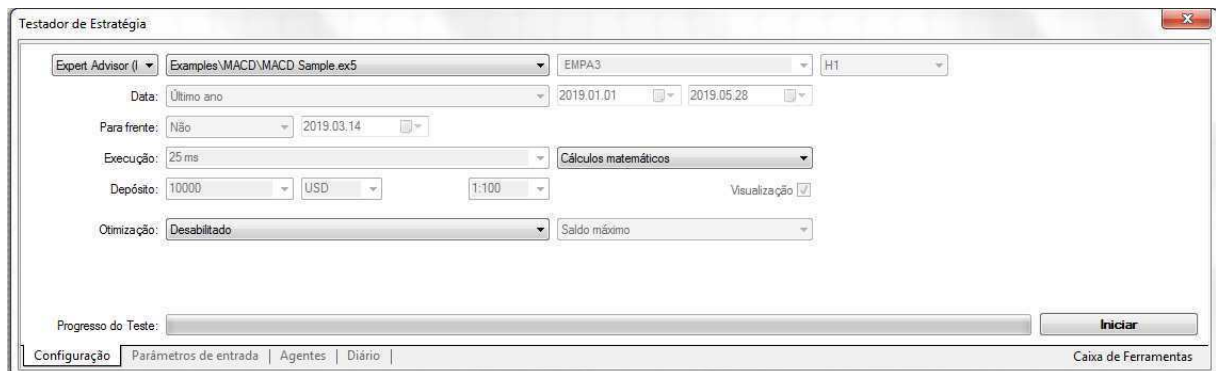 Testador de Estratégia
Expert Advisor (I Examples\MACD\MACD Sample.ex5 EMPA3 H1
Data: Último ano 2019.01.01 2019.05.28
Para frente: Não 2019.03.14
Execução: 25 ms Cálculos matemáticos
Depósito: 10000 USD 1:100 Visualização
Otimização: Desabilitado Saldo máximo
Progresso do Teste: Iniciar
Configuração | Parâmetros de entrada | Agentes | Diário | Caixa de Ferramentas